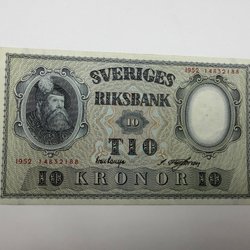 SVERIGES
RIKSBANK
1952 14832188
10
TIO
1952 14832188
10 KRONOR 10